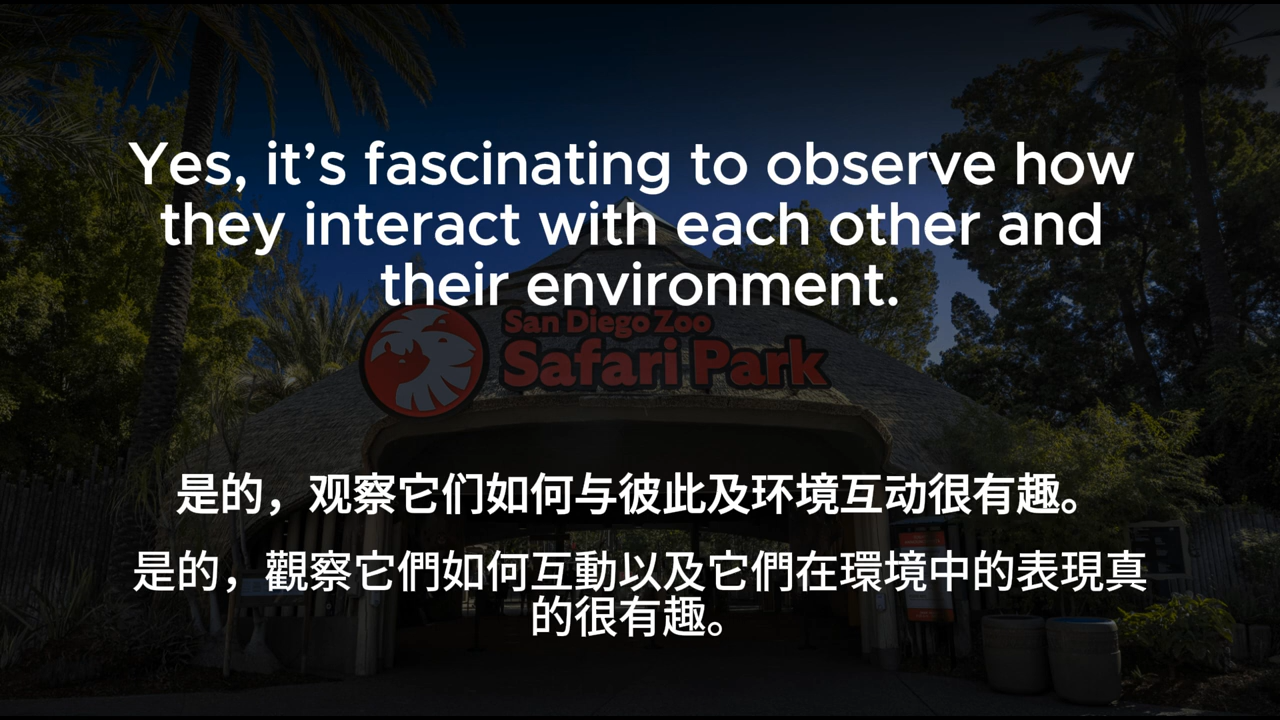 Yes, it’s fascinating to observe how
they interact with each other and
their environment.
San Diego Zoo
Safari Park
是的，观察它们如何与彼此及环境互动很有趣。
是的，觀察它們如何互動以及它們在環境中的表現真
的很有趣。